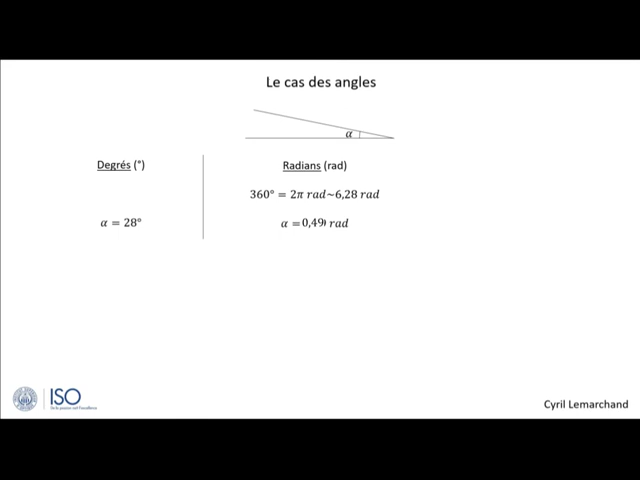 Le cas des angles
α
Degrés (°)
Radians (rad)
360° = 2π rad~6,28 rad
α = 28°
α = 0,49 rad
ISO
Cyril Lemarchand